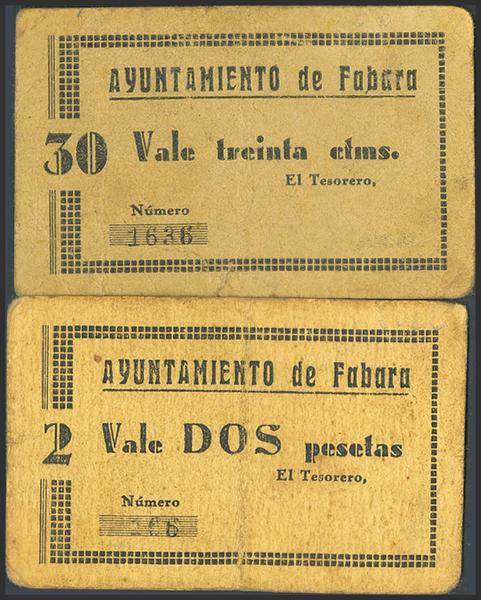 AYUNTAMIENTO de Fabara
30 Vale treinta ctms.
El Tesorero,
Número
1636
AYUNTAMIENTO de Fabara
2 Vale DOS pesetas
El Tesorero,
Número